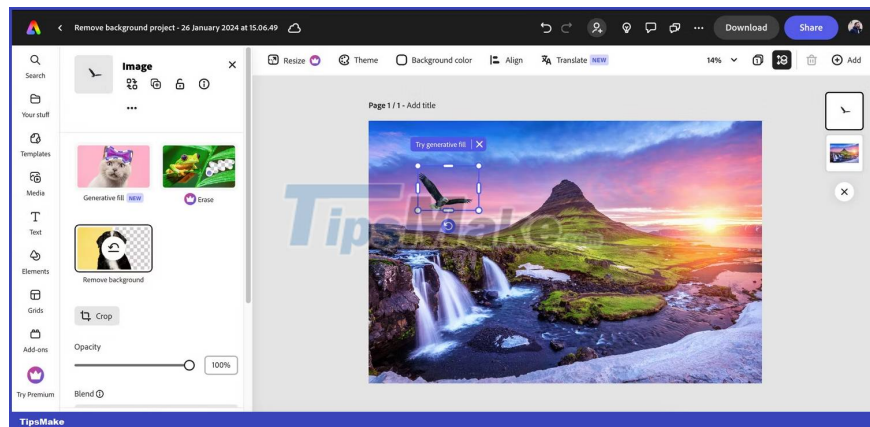 Remove background project - 26 January 2024 at 15.06.49
Download
Share
Search
Your stuff
Templates
Media
Text
Elements
Grids
Add-ons
Try Premium
Image
Generative fill NEW
Erase
Remove background
Crop
Opacity
100%
Blend
Resize
Theme
Background color
Align
Translate NEW
14%
Add
Page 1 / 1 - Add title
Try generative fill
TipsMake.com
TipsMake